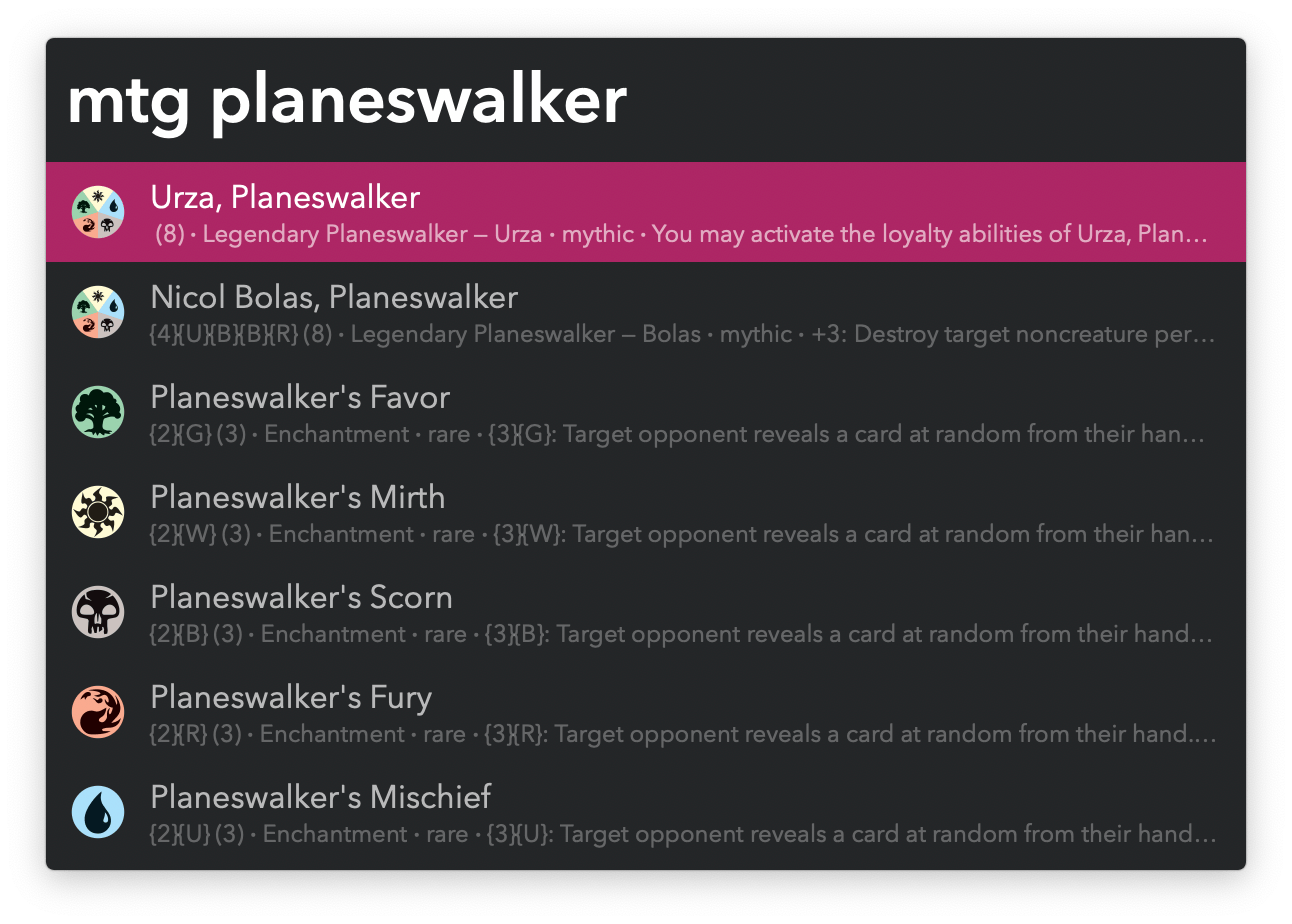 mtg planeswalker
Urza, Planeswalker
(8) · Legendary Planeswalker — Urza · mythic · You may activate the loyalty abilities of Urza, Plan…
Nicol Bolas, Planeswalker
{4}{U}{B}{B}{R} (8) · Legendary Planeswalker — Bolas · mythic · +3: Destroy target noncreature per…
Planeswalker's Favor
{2}{G} (3) · Enchantment · rare · {3}{G}: Target opponent reveals a card at random from their han…
Planeswalker's Mirth
{2}{W} (3) · Enchantment · rare · {3}{W}: Target opponent reveals a card at random from their han…
Planeswalker's Scorn
{2}{B} (3) · Enchantment · rare · {3}{B}: Target opponent reveals a card at random from their hand…
Planeswalker's Fury
{2}{R} (3) · Enchantment · rare · {3}{R}: Target opponent reveals a card at random from their hand.…
Planeswalker's Mischief
{2}{U} (3) · Enchantment · rare · {3}{U}: Target opponent reveals a card at random from their hand…